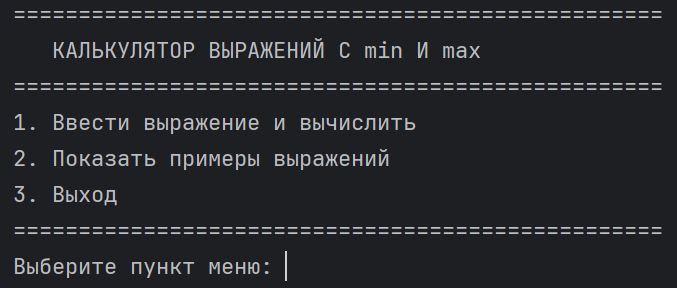 ==================================================
КАЛЬКУЛЯТОР ВЫРАЖЕНИЙ С min И max
==================================================
1. Ввести выражение и вычислить
2. Показать примеры выражений
3. Выход
==================================================
Выберите пункт меню: